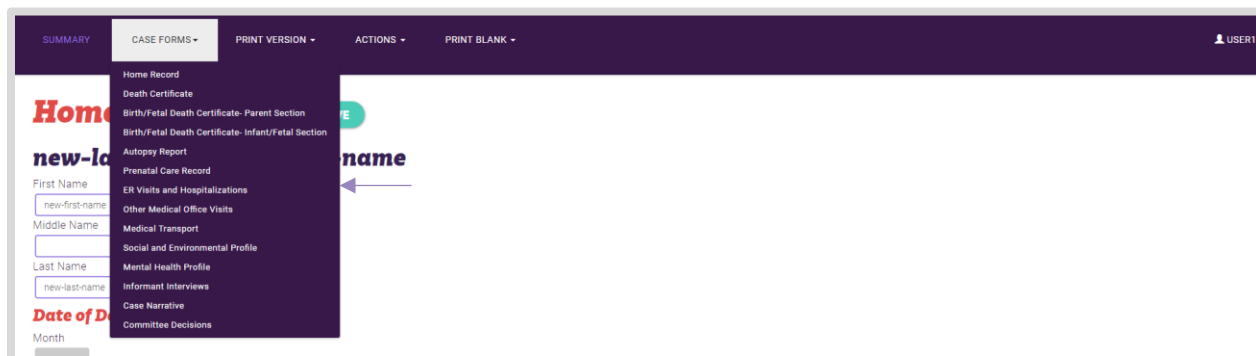 SUMMARY CASE FORMS PRINT VERSION ACTIONS PRINT BLANK USER1
Home Record
Death Certificate
Birth/Fetal Death Certificate- Parent Section
Birth/Fetal Death Certificate- Infant/Fetal Section
Autopsy Report
Prenatal Care Record
ER Visits and Hospitalizations
Other Medical Office Visits
Medical Transport
Social and Environmental Profile
Mental Health Profile
Informant Interviews
Case Narrative
Committee Decisions
Home
name
First Name
new-first-name
Middle Name
Last Name
new-last-name
Date of
Month